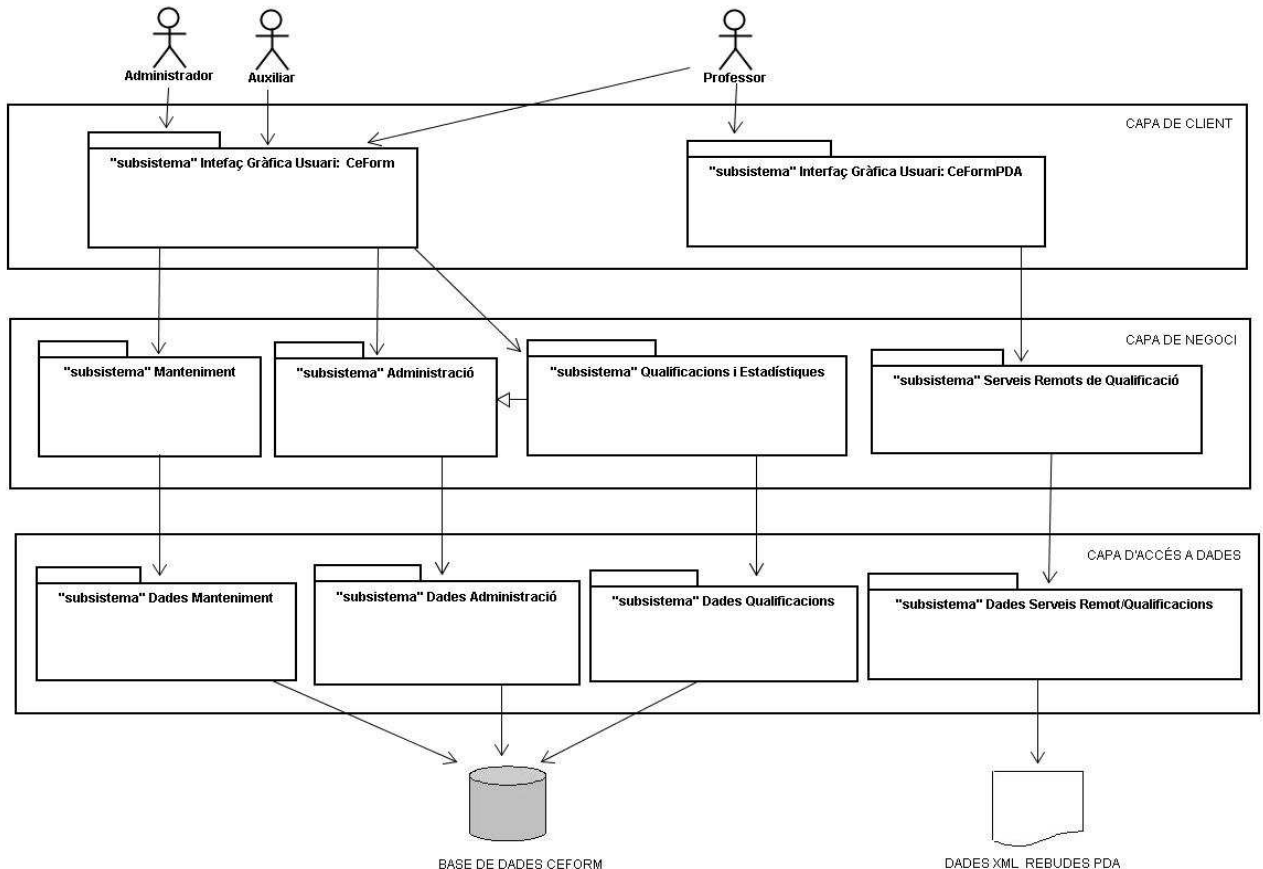 Administrador
Auxiliar
Professor
CAPA DE CLIENT
"subsistema" Intefaç Gràfica Usuari: CeForm
"subsistema" Interfaç Gràfica Usuari: CeFormPDA
CAPA DE NEGOCI
"subsistema" Manteniment
"subsistema" Administració
"subsistema" Qualificacions i Estadístiques
"subsistema" Serveis Remots de Qualificació
CAPA D'ACCÉS A DADES
"subsistema" Dades Manteniment
"subsistema" Dades Administració
"subsistema" Dades Qualificacions
"subsistema" Dades Serveis Remot/Qualificacions
BASE DE DADES CEFORM
DADES XML REBUDES PDA